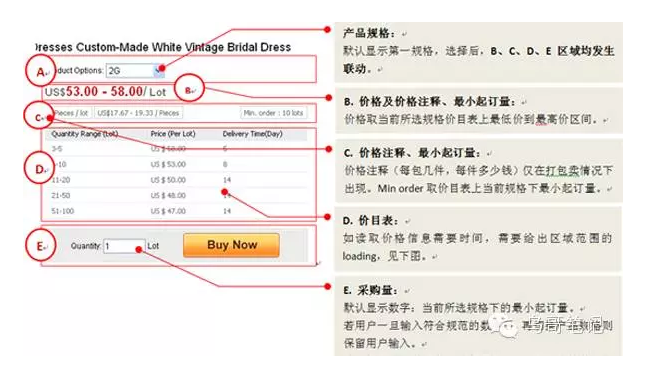 Dresses Custom-Made White Vintage Bridal Dress
A
Product Options: 2G
US$53.00 - 58.00/ Lot
B
C
Pieces / lot US$17.67 - 19.33 / Pieces Min. order : 10 lots
Quantity Range (Lot) Price (Per Lot) Delivery Time(Day)
3-5 US $ 58.00 5
-10 US $ 53.00 8
D
11-20 US $ 50.00 14
21-50 US $ 48.00 14
51-100 US $ 47.00 14
E
Quantity: 1 Lot Buy Now
产品规格：
默认显示第一规格，选择后，B、C、D、E 区域均发生
联动。
B. 价格及价格注释、最小起订量：
价格取当前所选规格价目表上最低价到最高价区间。
C. 价格注释、最小起订量：
价格注释（每包几件，每件多少钱）仅在打包卖情况下
出现。Min order 取价目表上当前规格下最小起订量。
D. 价目表：
如读取价格信息需要时间，需要给出区域范围的
loading，见下图。
E. 采购量：
默认显示数字：当前所选规格下的最小起订量。
若用户一旦输入符合规范的数
则
保留用户输入。
鸟哥笔记